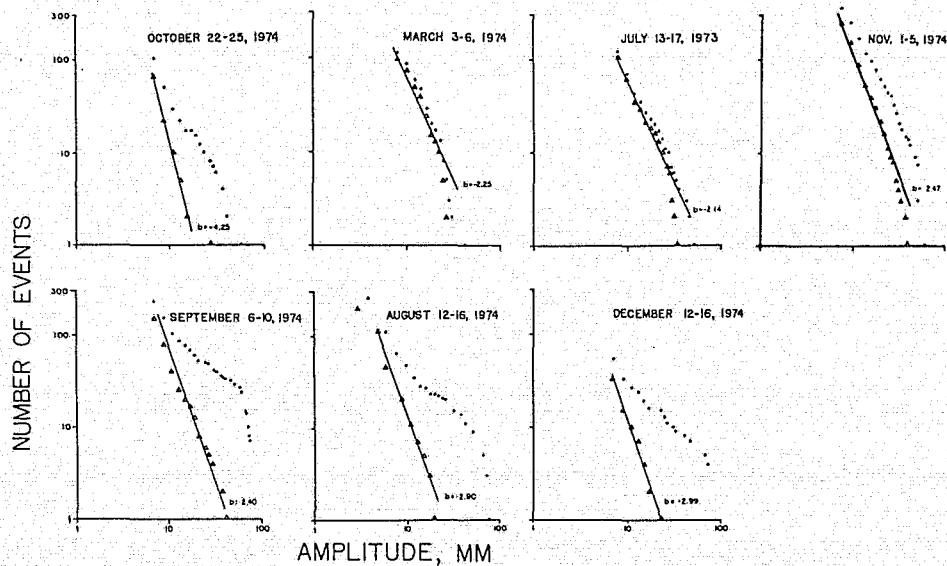 300
100
10
1
OCTOBER 22-25, 1974
b=-4.25
MARCH 3-6, 1974
b=-2.25
JULY 13-17, 1973
b=-2.14
NOV. 1-5, 1974
b=-2.47
NUMBER OF EVENTS
300
100
10
1
SEPTEMBER 6-10, 1974
b=-2.40
AUGUST 12-16, 1974
b=-2.90
DECEMBER 12-16, 1974
b=-2.99
1
10
100
10
100
1
10
100
AMPLITUDE, MM